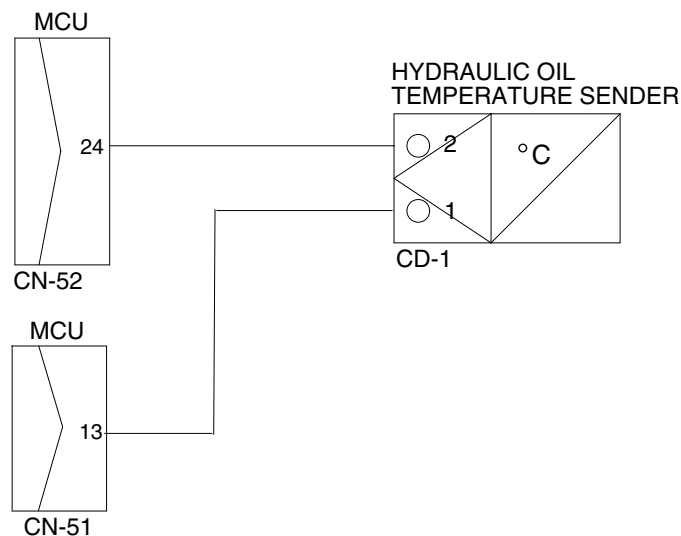 MCU
24
CN-52
HYDRAULIC OIL
TEMPERATURE SENDER
2
°C
1
CD-1
MCU
13
CN-51